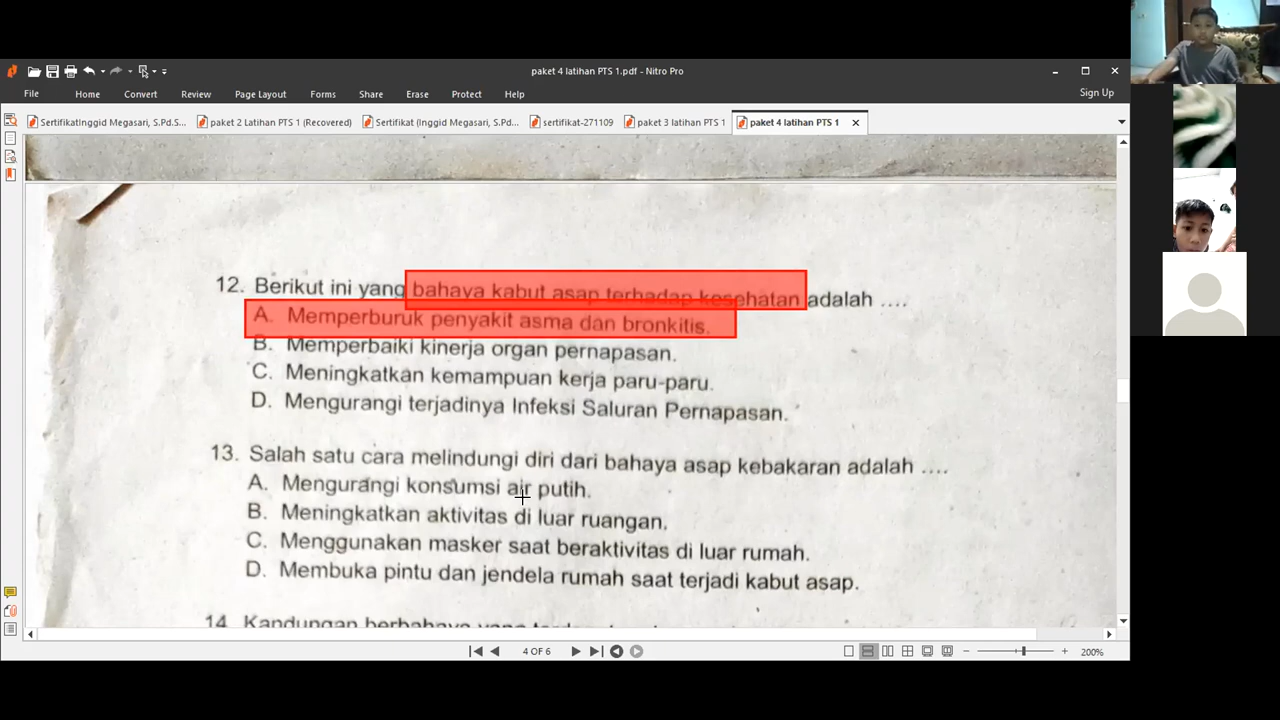 paket 4 latihan PTS 1.pdf - Nitro Pro
File Home Convert Review Page Layout Forms Share Erase Protect Help Sign Up
SertifikatInggid Megasari, S.Pd.S... paket 2 Latihan PTS 1 (Recovered) Sertifikat (Inggid Megasari, S.Pd... sertifikat-271109 paket 3 latihan PTS 1 paket 4 latihan PTS 1
12. Berikut ini yang bahaya kabut asap terhadap kesehatan adalah ....
A. Memperburuk penyakit asma dan bronkitis.
B. Memperbaiki kinerja organ pernapasan.
C. Meningkatkan kemampuan kerja paru-paru.
D. Mengurangi terjadinya Infeksi Saluran Pernapasan.
13. Salah satu cara melindungi diri dari bahaya asap kebakaran adalah ....
A. Mengurangi konsumsi air putih.
B. Meningkatkan aktivitas di luar ruangan.
C. Menggunakan masker saat beraktivitas di luar rumah.
D. Membuka pintu dan jendela rumah saat terjadi kabut asap.
14 Kandungan berbahaya yang
4 OF 6
200%